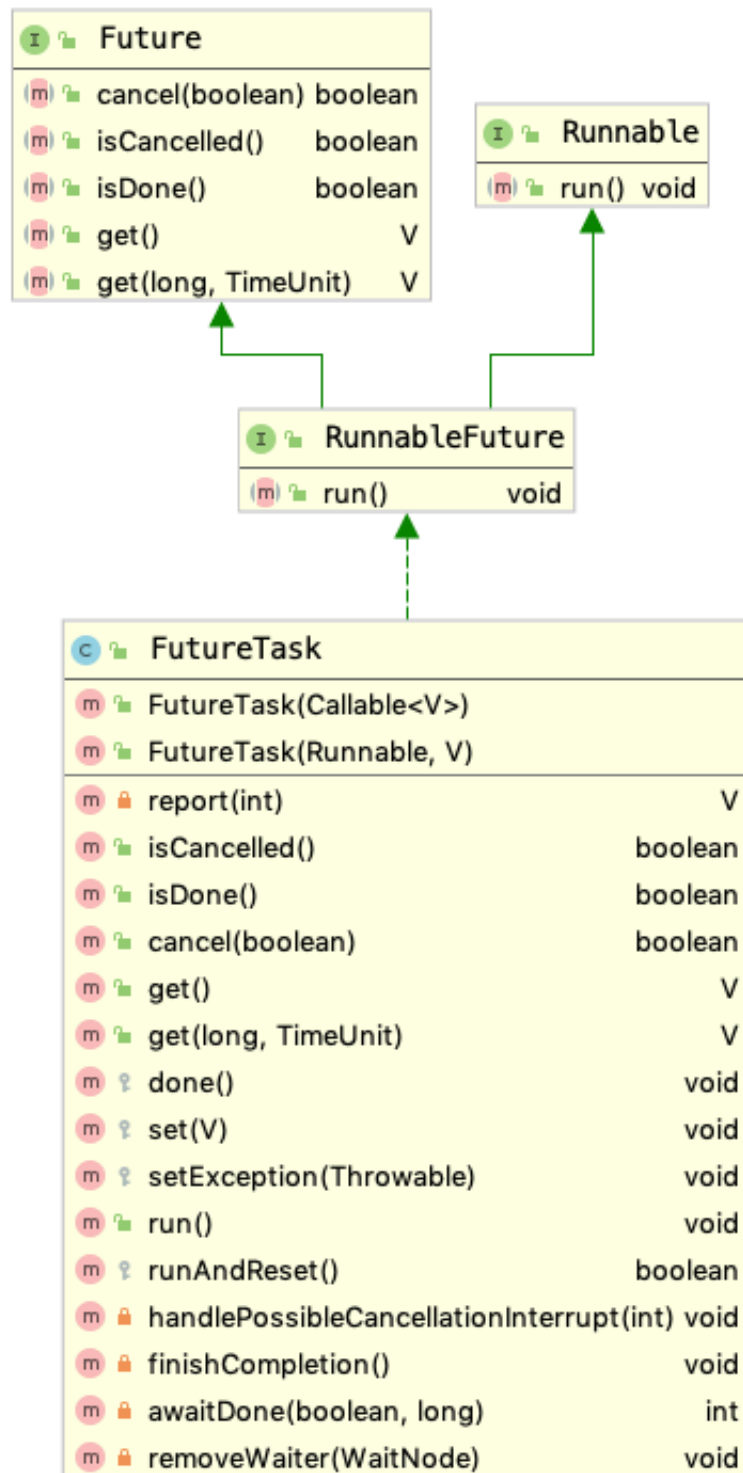 I Future
m cancel(boolean) boolean
m isCancelled() boolean
m isDone() boolean
m get() V
m get(long, TimeUnit) V
I Runnable
m run() void
I RunnableFuture
m run() void
C FutureTask
m FutureTask(Callable<V>)
m FutureTask(Runnable, V)
m report(int) V
m isCancelled() boolean
m isDone() boolean
m cancel(boolean) boolean
m get() V
m get(long, TimeUnit) V
m done() void
m set(V) void
m setException(Throwable) void
m run() void
m runAndReset() boolean
m handlePossibleCancellationInterrupt(int) void
m finishCompletion() void
m awaitDone(boolean, long) int
m removeWaiter(WaitNode) void